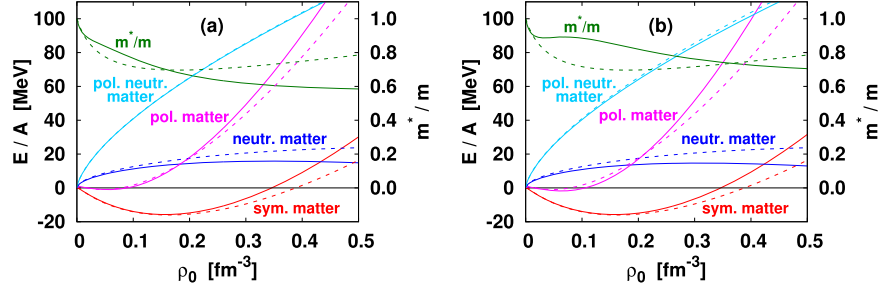 (a)
E / A [MeV]
100
80
60
40
20
0
-20
m*/m
pol. neutr.
matter
pol. matter
neutr. matter
sym. matter
1.0
0.8
0.6
0.4
0.2
0.0
m* / m
0 0.1 0.2 0.3 0.4 0.5
ρ0 [fm-3]
(b)
E / A [MeV]
100
80
60
40
20
0
-20
m*/m
pol. neutr.
matter
pol. matter
neutr. matter
sym. matter
1.0
0.8
0.6
0.4
0.2
0.0
m* / m
0 0.1 0.2 0.3 0.4 0.5
ρ0 [fm-3]